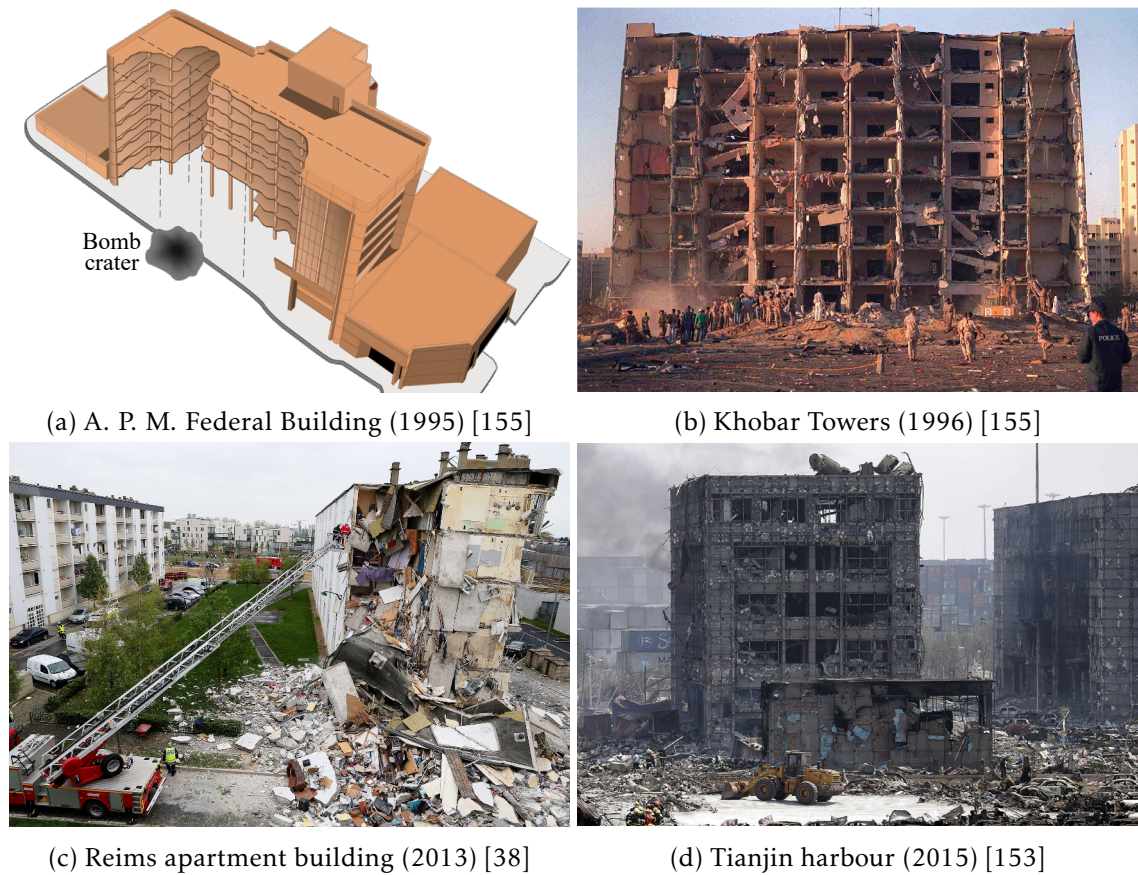 Bomb
crater
POLICE
(a) A. P. M. Federal Building (1995) [155]
(b) Khobar Towers (1996) [155]
(c) Reims apartment building (2013) [38]
(d) Tianjin harbour (2015) [153]